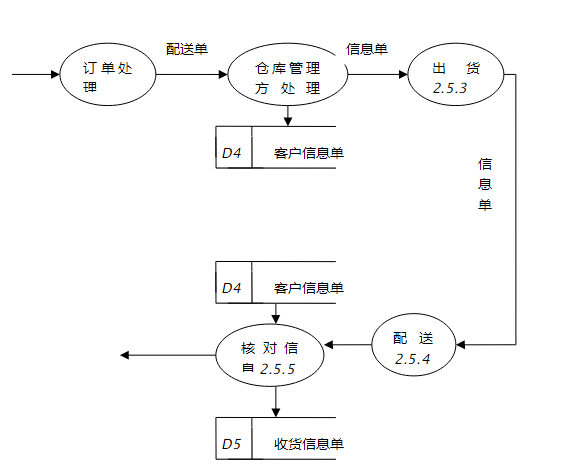 配送单
信息单
订单处
理
仓库管理
方处理
出货
2.5.3
D4
客户信息单
信
息
单
D4
客户信息单
配送
2.5.4
核对信
自2.5.5
D5
收货信息单